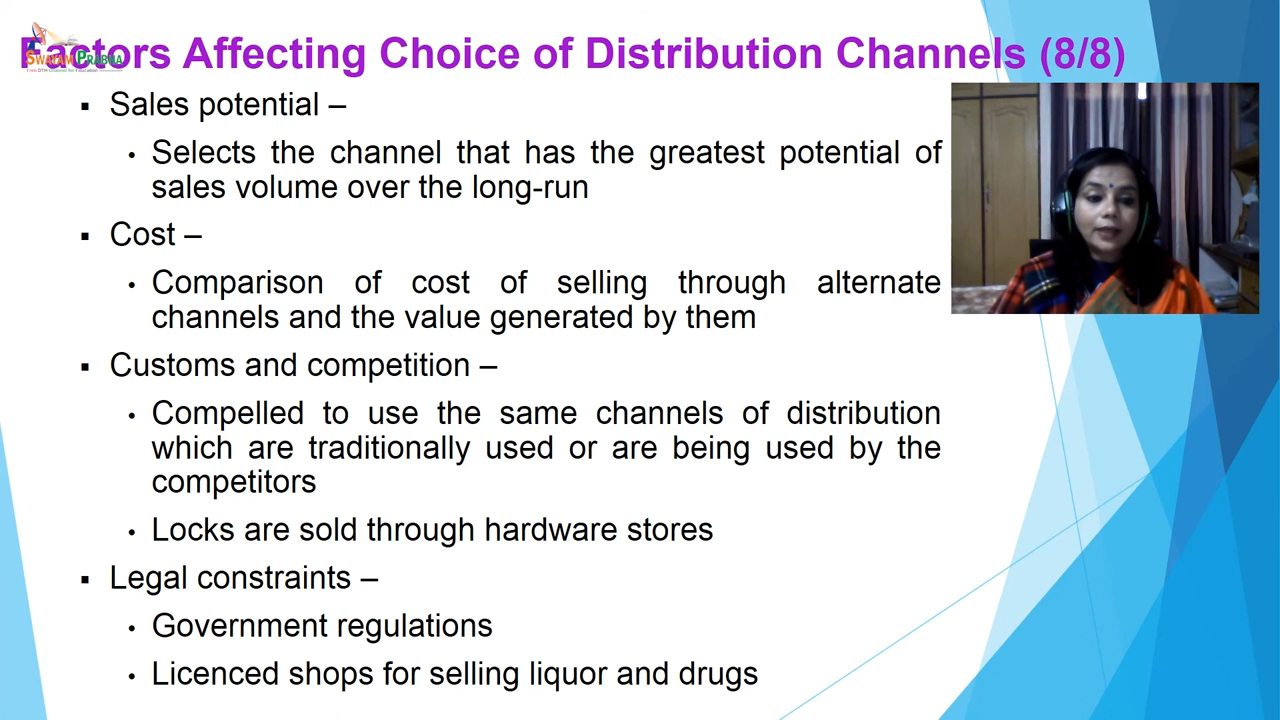 Factors Affecting Choice of Distribution Channels (8/8)
SWAYAM PRABHA
▪ Sales potential –
• Selects the channel that has the greatest potential of
sales volume over the long-run
▪ Cost –
• Comparison of cost of selling through alternate
channels and the value generated by them
▪ Customs and competition –
• Compelled to use the same channels of distribution
which are traditionally used or are being used by the
competitors
• Locks are sold through hardware stores
▪ Legal constraints –
• Government regulations
• Licenced shops for selling liquor and drugs